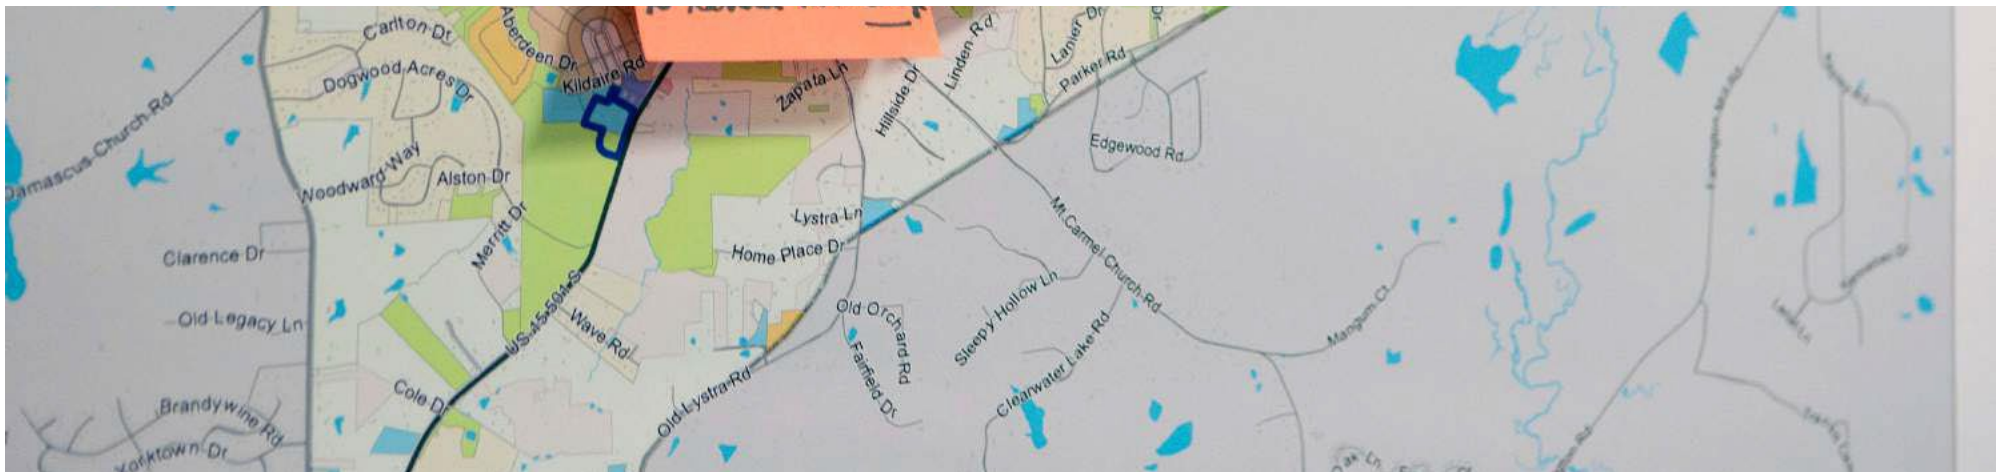 Carlton Dr
Aberdeen Dr
Kildaire Rd
Dogwood Acres Dr
Zapata Ln
Hillside Dr
Linden Rd
Lanier Dr
Dr
Parker Rd
Edgewood Rd
Damascus Church Rd
Woodward Way
Alston Dr
Merritt Dr
Clarence Dr
Lystra Ln
Home Place Dr
Mt Carmel Church Rd
Old Legacy Ln
US 15-501 S
Wave Rd
Old Orchard Rd
Fairfield Dr
Sleepy Hollow Ln
Clearwater Lake Rd
Mangum Ct
Cole Dr
Old Lystra Rd
Brandywine Rd
Yorktown Dr